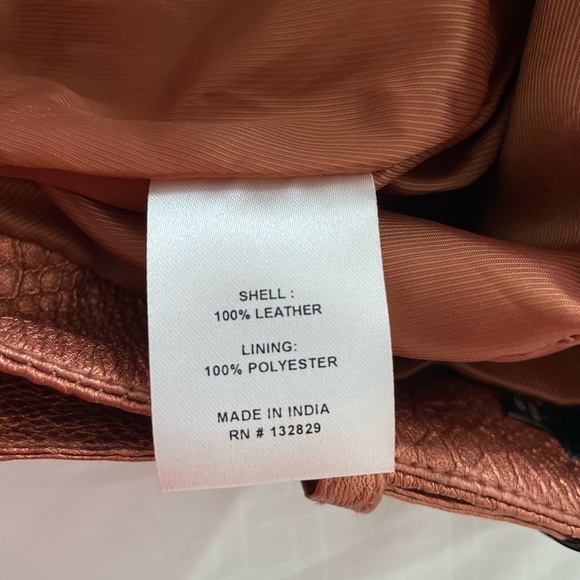 SHELL :
100% LEATHER
LINING:
100% POLYESTER
MADE IN INDIA
RN # 132829